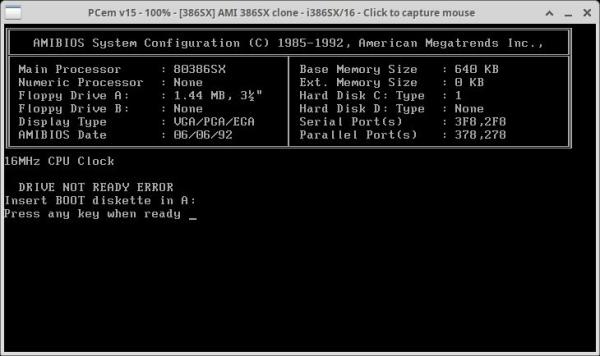 PCem v15 - 100% - [386SX] AMI 386SX clone - i386SX/16 - Click to capture mouse
AMIBIOS System Configuration (C) 1985-1992, American Megatrends Inc.,
Main Processor : 80386SX
Numeric Processor : None
Floppy Drive A: : 1.44 MB, 3½"
Floppy Drive B: : None
Display Type : VGA/PGA/EGA
AMIBIOS Date : 06/06/92
Base Memory Size : 640 KB
Ext. Memory Size : 0 KB
Hard Disk C: Type : 1
Hard Disk D: Type : None
Serial Port(s) : 3F8,2F8
Parallel Port(s) : 378,278
16MHz CPU Clock
DRIVE NOT READY ERROR
Insert BOOT diskette in A:
Press any key when ready _